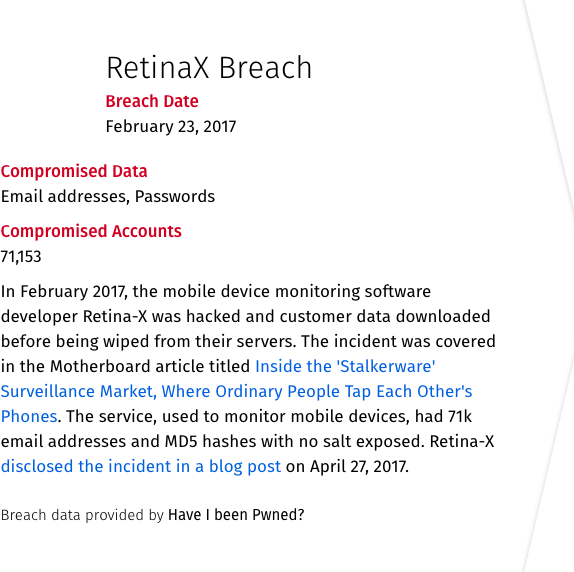 RetinaX Breach
Breach Date
February 23, 2017
Compromised Data
Email addresses, Passwords
Compromised Accounts
71,153
In February 2017, the mobile device monitoring software
developer Retina-X was hacked and customer data downloaded
before being wiped from their servers. The incident was covered
in the Motherboard article titled Inside the 'Stalkerware'
Surveillance Market, Where Ordinary People Tap Each Other's
Phones. The service, used to monitor mobile devices, had 71k
email addresses and MD5 hashes with no salt exposed. Retina-X
disclosed the incident in a blog post on April 27, 2017.
Breach data provided by Have I been Pwned?